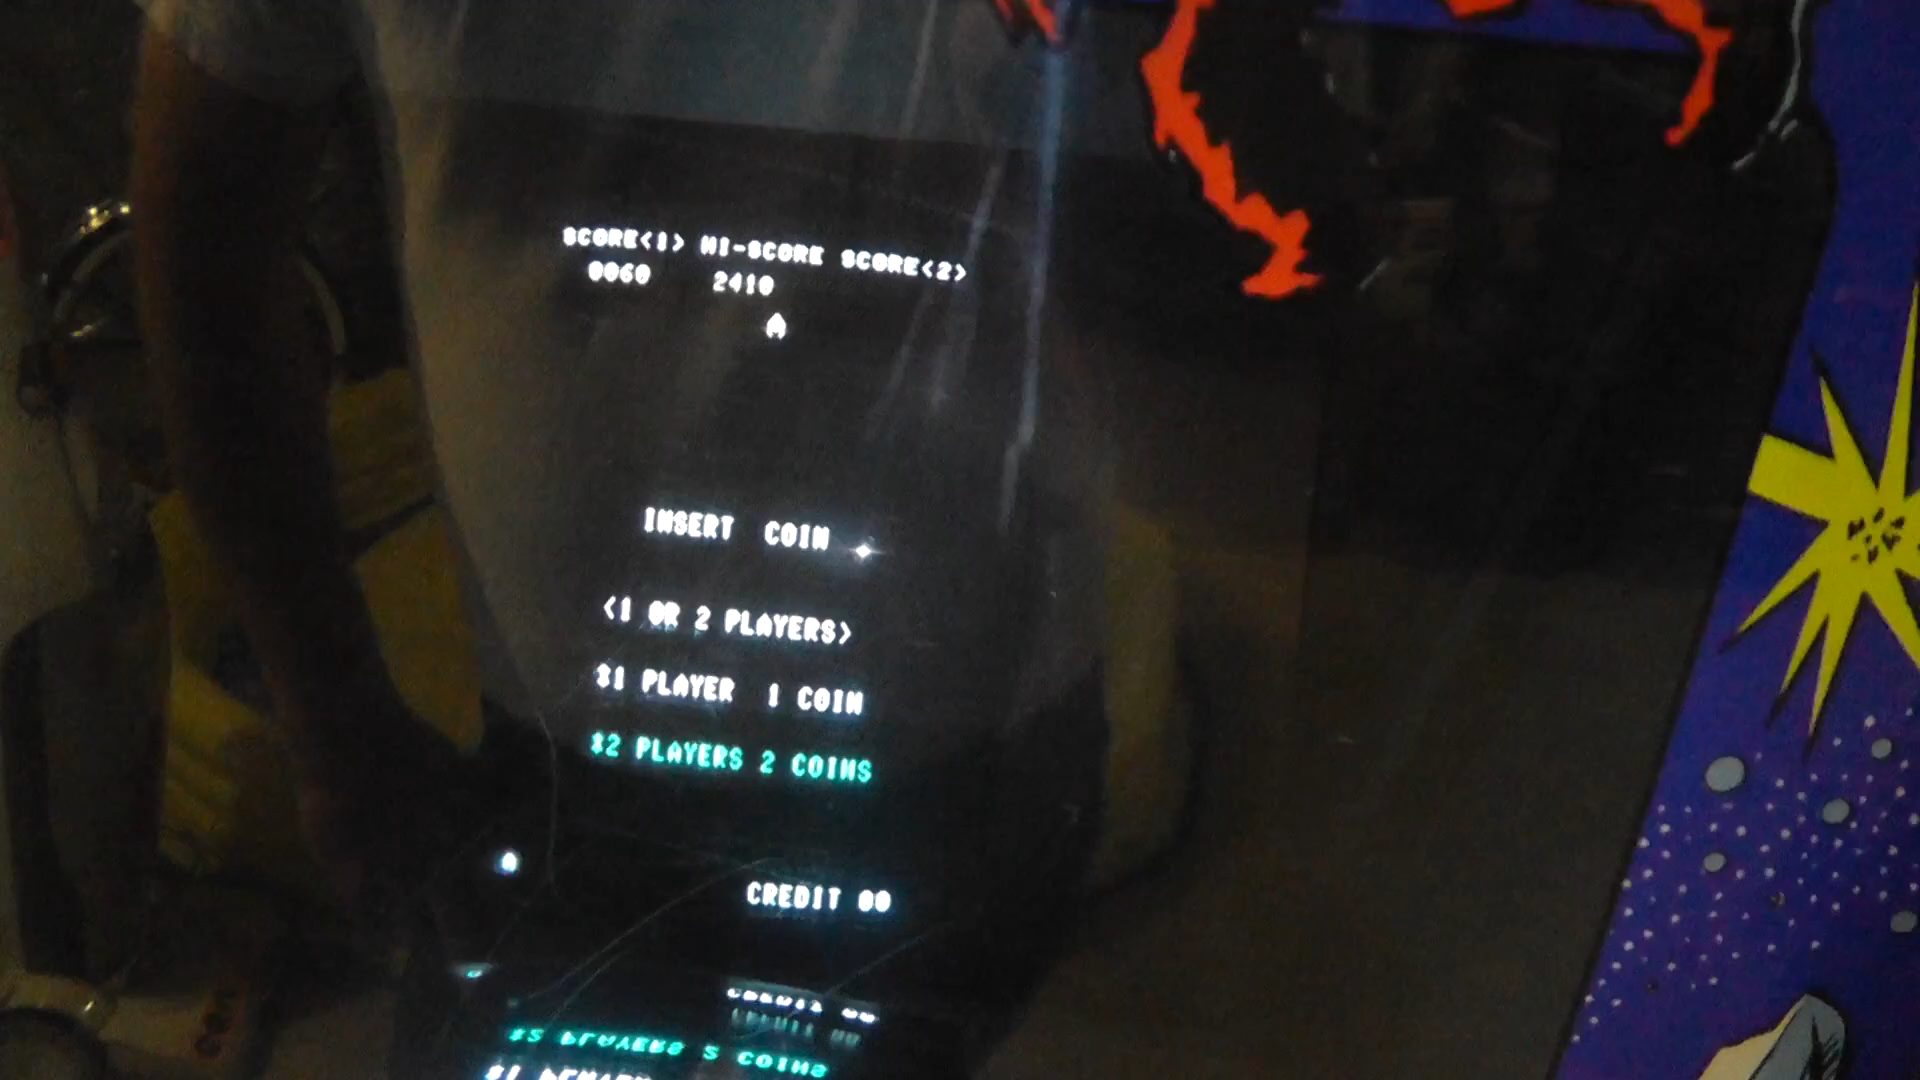 SCORE<1> HI-SCORE SCORE<2>
0060 2410
INSERT COIN
<1 OR 2 PLAYERS>
*1 PLAYER 1 COIN
*2 PLAYERS 2 COINS
CREDIT 00